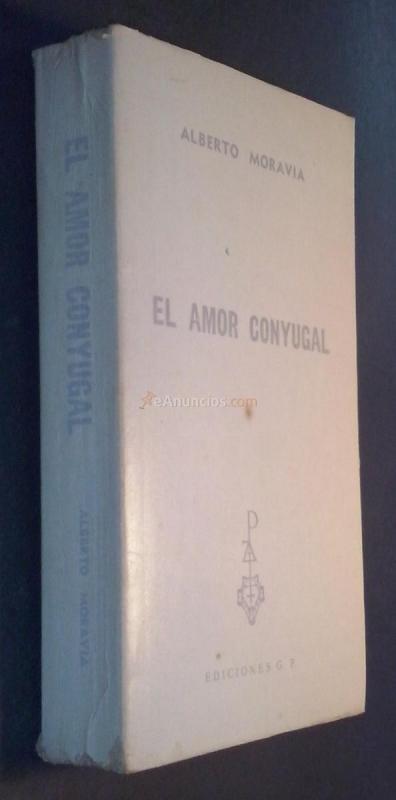 ALBERTO MORAVIA
EL AMOR CONYUGAL
eAnuncios.com
EDICIONES G. P.
EL AMOR CONYUGAL
ALBERTO MORAVIA